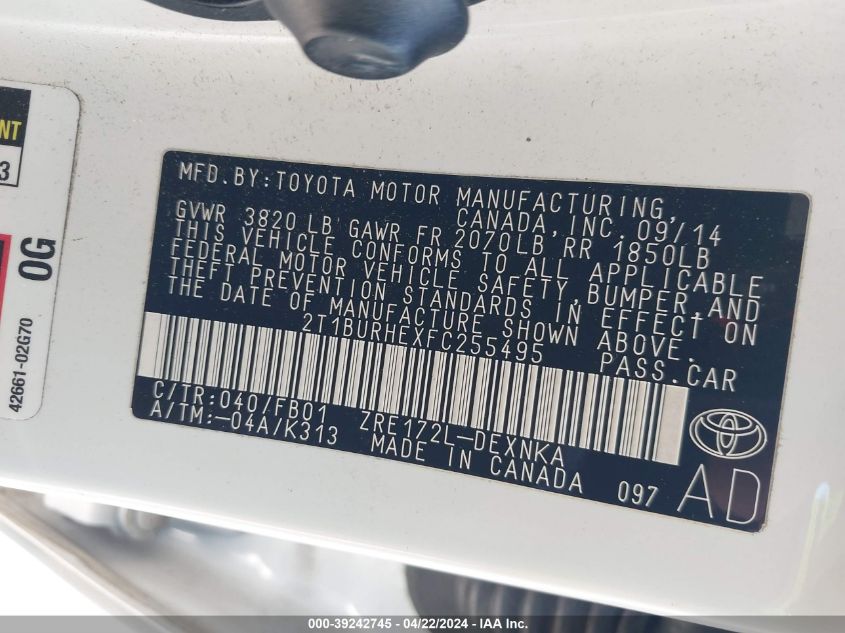 NT
3
0G
42661-02G70
MFD.BY:TOYOTA MOTOR MANUFACTURING,
CANADA, INC. 09/14
GVWR 3820 LB GAWR FR 2070LB RR 1850LB
THIS VEHICLE CONFORMS TO ALL APPLICABLE
FEDERAL MOTOR VEHICLE SAFETY,BUMPER,AND
THEFT PREVENTION STANDARDS IN EFFECT ON
THE DATE OF MANUFACTURE SHOWN ABOVE.
2T1BURHEXFC255495 PASS.CAR
C/TR:040/FB01 ZRE172L-DEXNKA
A/TM:-04A/K313 MADE IN CANADA 097
AD
000-39242745 - 04/22/2024 - IAA Inc.